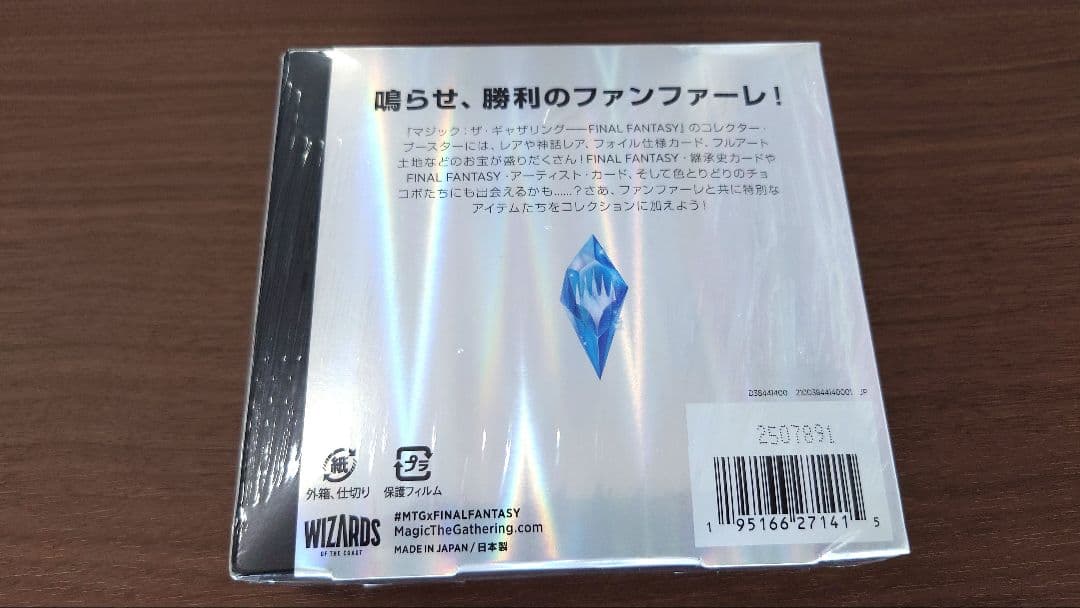 鳴らせ、勝利のファンファーレ！
『マジック：ザ・ギャザリング——FINAL FANTASY』のコレクター・
ブースターには、レアや神話レア、フォイル仕様カード、フルアート
土地などのお宝が盛りだくさん！FINAL FANTASY・継承史カードや
FINAL FANTASY・アーティスト・カード、そして色とりどりのチョ
コボたちにも出会えるかも……？さあ、ファンファーレと共に特別な
アイテムたちをコレクションに加えよう！
D38441400 21003844140001 JP
2507891
紙 プラ
外箱、仕切り 保護フィルム
WIZARDS
OF THE COAST
#MTGxFINALFANTASY
MagicTheGathering.com
MADE IN JAPAN / 日本製
1 95166 27141 5